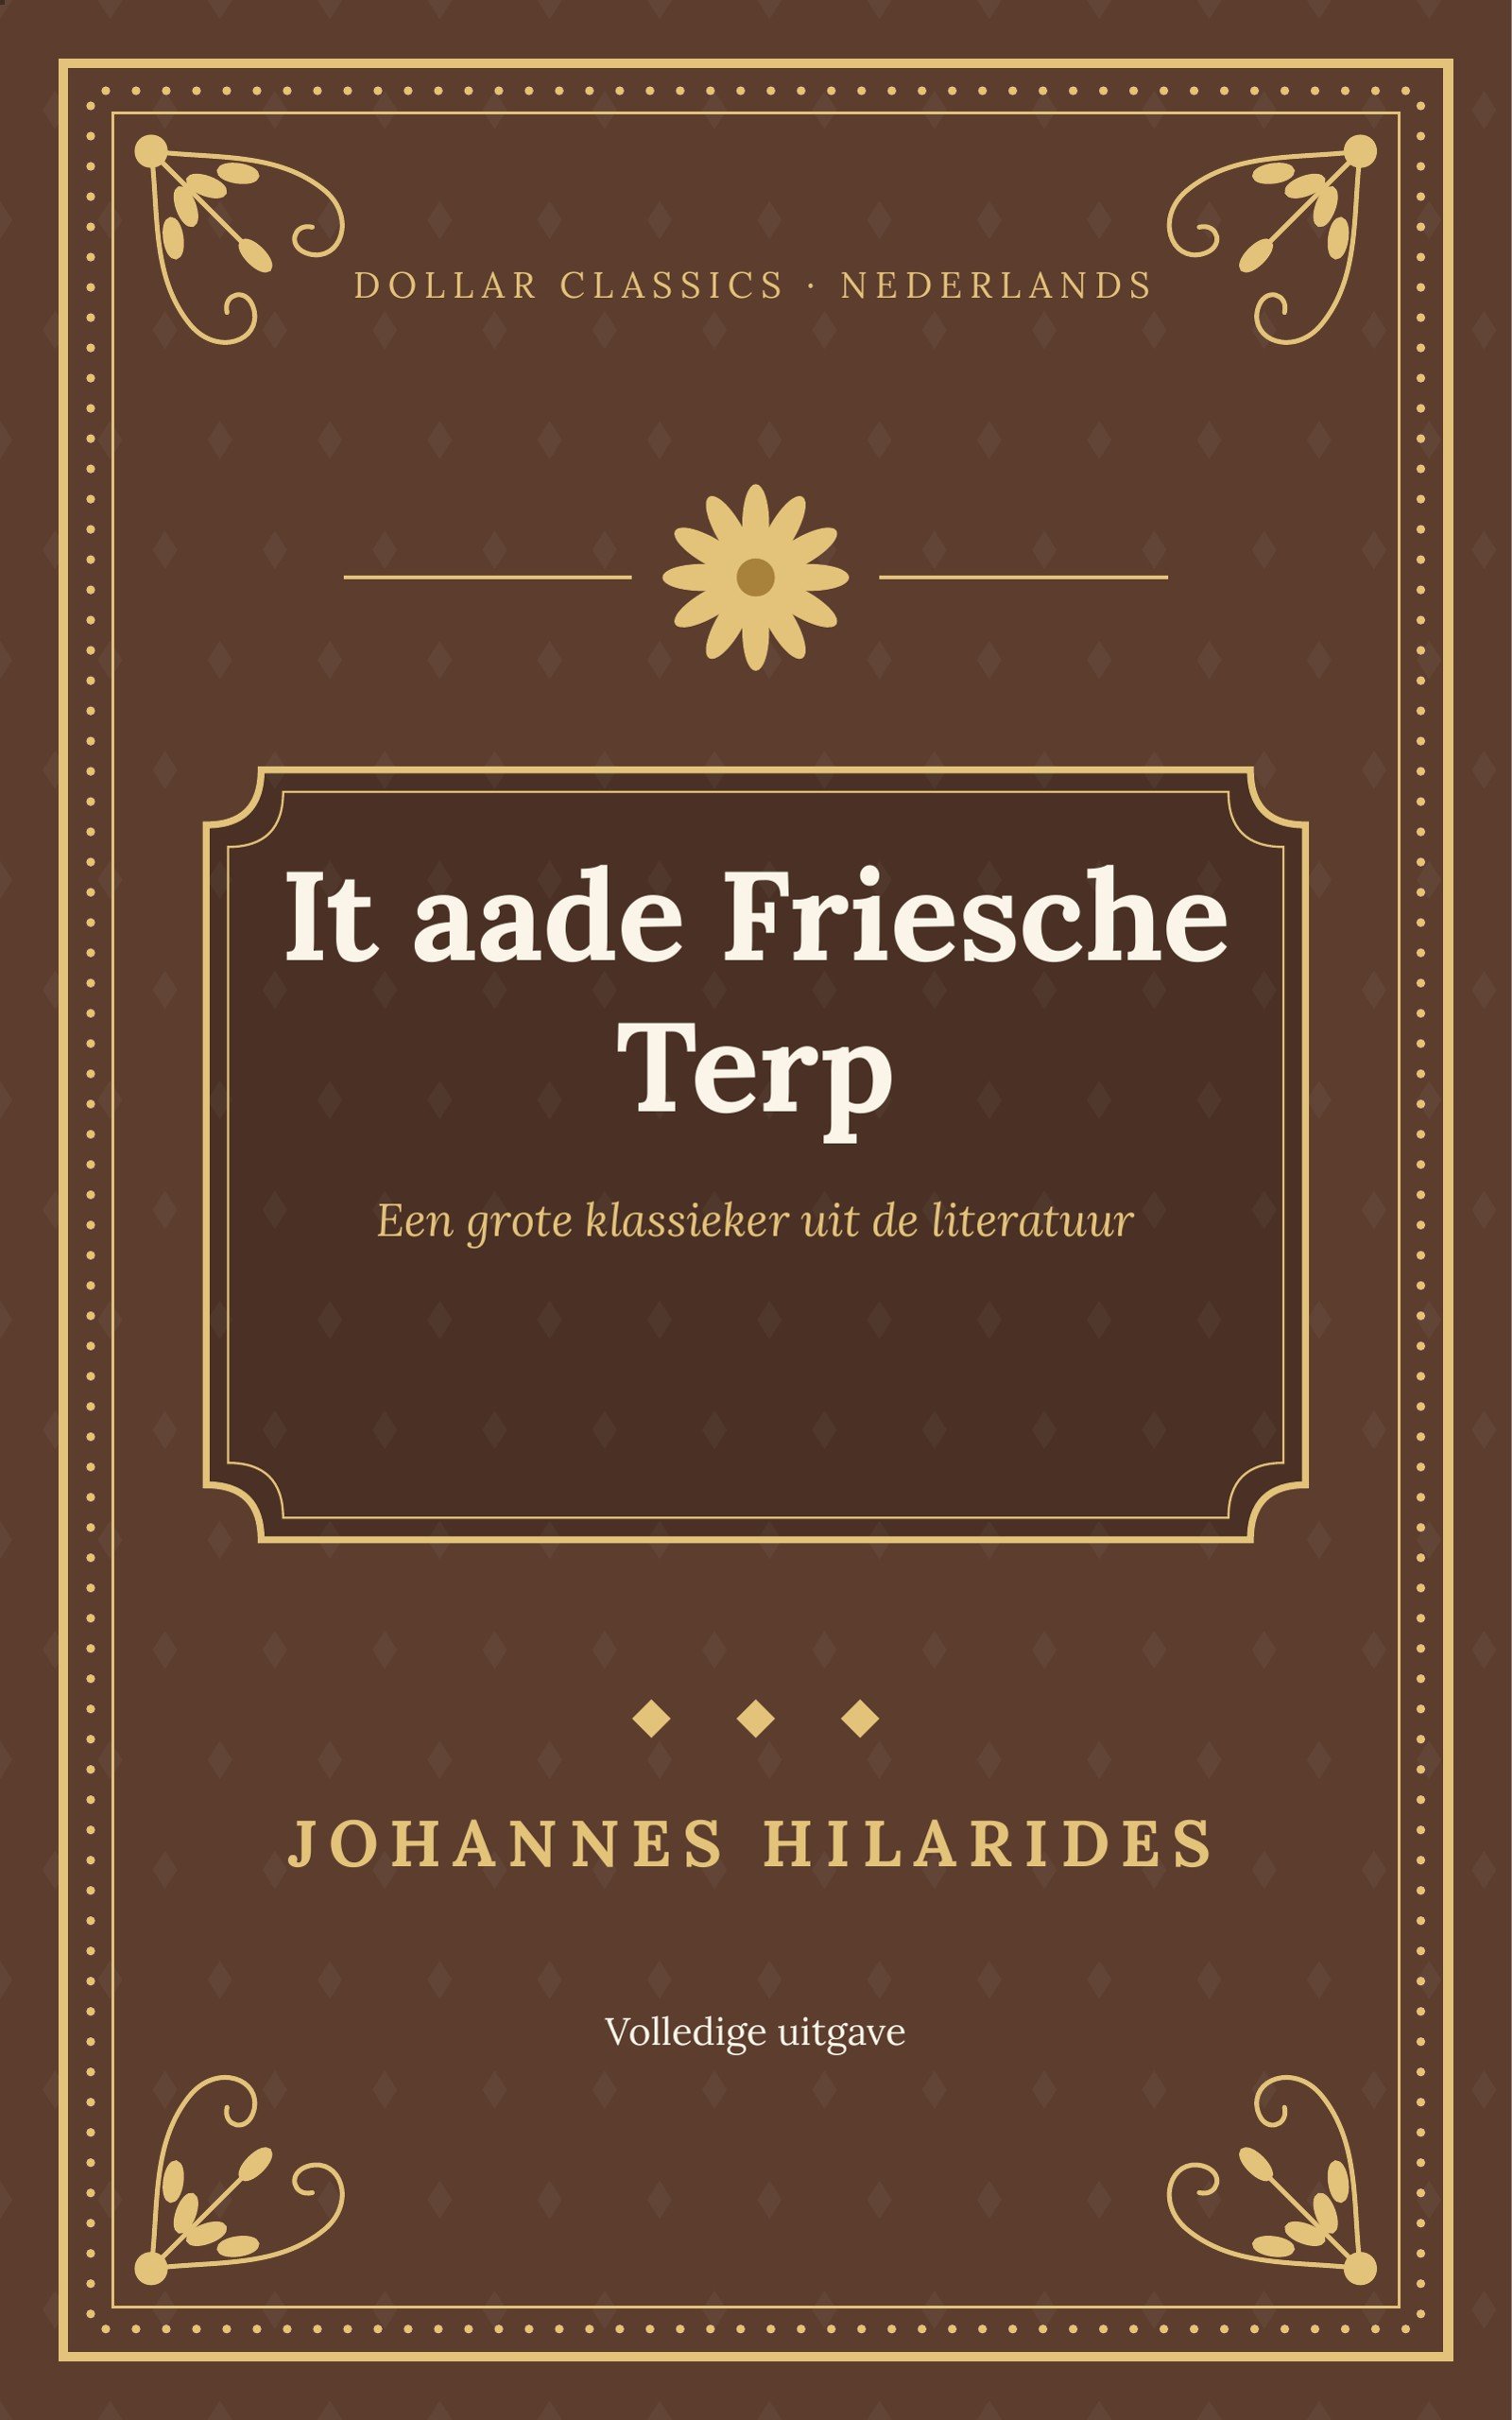 DOLLAR CLASSICS · NEDERLANDS
It aade Friesche
Terp
Een grote klassieker uit de literatuur
JOHANNES HILARIDES
Volledige uitgave